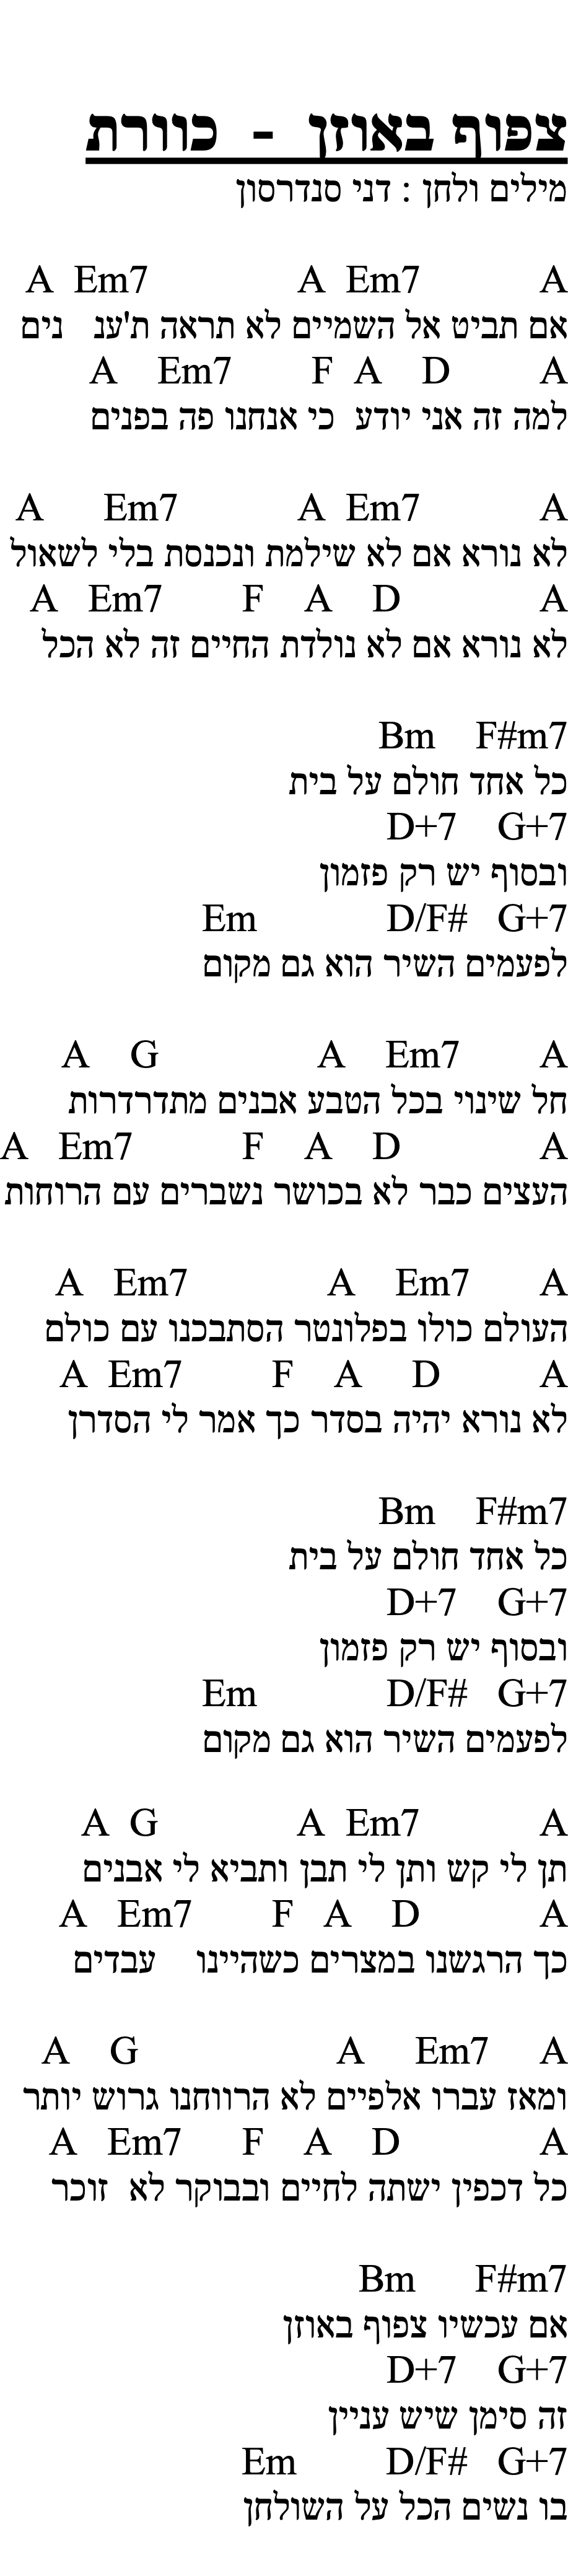 צפוף באוזן - כוורת
מילים ולחן : דני סנדרסון
A Em7 A Em7 A
אם תביט אל השמיים לא תראה ת'ענ נים
A Em7 F A D A
למה זה אני יודע כי אנחנו פה בפנים
A Em7 A Em7 A
לא נורא אם לא שילמת ונכנסת בלי לשאול
A Em7 F A D A
לא נורא אם לא נולדת החיים זה לא הכל
Bm F#m7
כל אחד חולם על בית
D+7 G+7
ובסוף יש רק פזמון
Em D/F# G+7
לפעמים השיר הוא גם מקום
A G A Em7 A
חל שינוי בכל הטבע אבנים מתדרדרות
A Em7 F A D A
העצים כבר לא בכושר נשברים עם הרוחות
A Em7 A Em7 A
העולם כולו בפלונטר הסתבכנו עם כולם
A Em7 F A D A
לא נורא יהיה בסדר כך אמר לי הסדרן
Bm F#m7
כל אחד חולם על בית
D+7 G+7
ובסוף יש רק פזמון
Em D/F# G+7
לפעמים השיר הוא גם מקום
A G A Em7 A
תן לי קש ותן לי תבן ותביא לי אבנים
A Em7 F A D A
כך הרגשנו במצרים כשהיינו עבדים
A G A Em7 A
ומאז עברו אלפיים לא הרווחנו גרוש יותר
A Em7 F A D A
כל דכפין ישתה לחיים ובבוקר לא זוכר
Bm F#m7
אם עכשיו צפוף באוזן
D+7 G+7
זה סימן שיש עניין
Em D/F# G+7
בו נשים הכל על השולחן